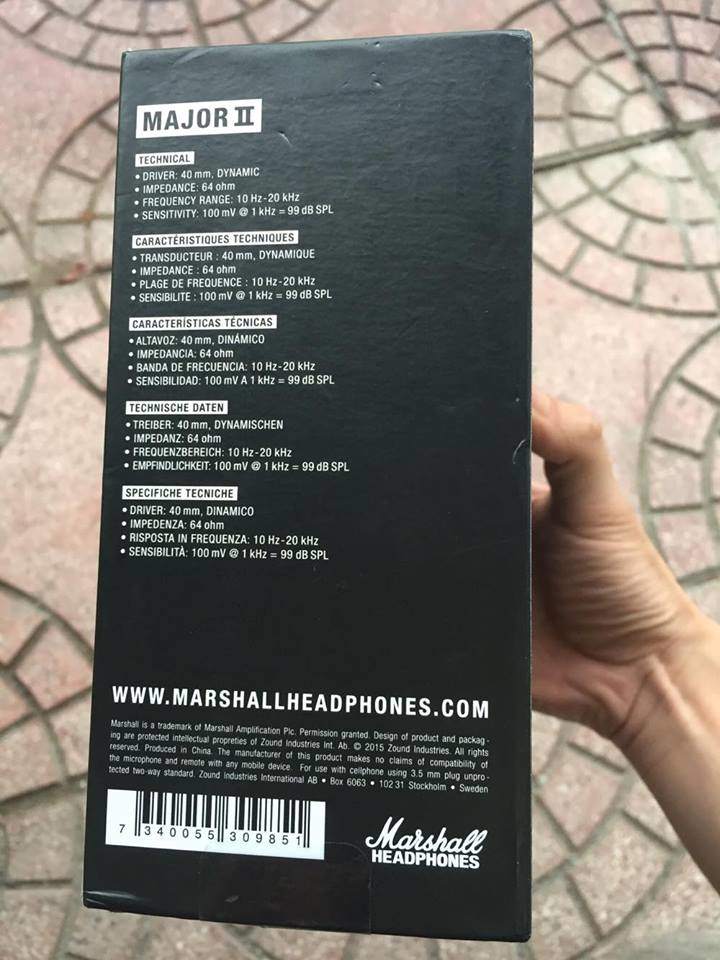 MAJOR II
TECHNICAL
• DRIVER: 40 mm, DYNAMIC
• IMPEDANCE: 64 ohm
• FREQUENCY RANGE: 10 Hz-20 kHz
• SENSITIVITY: 100 mV @ 1 kHz = 99 dB SPL
CARACTÉRISTIQUES TECHNIQUES
• TRANSDUCTEUR : 40 mm, DYNAMIQUE
• IMPEDANCE : 64 ohm
• PLAGE DE FREQUENCE : 10 Hz-20 kHz
• SENSIBILITE : 100 mV @ 1 kHz = 99 dB SPL
CARACTERÍSTICAS TÉCNICAS
• ALTAVOZ: 40 mm, DINÁMICO
• IMPEDANCIA: 64 ohm
• BANDA DE FRECUENCIA: 10 Hz-20 kHz
• SENSIBILIDAD: 100 mV A 1 kHz = 99 dB SPL
TECHNISCHE DATEN
• TREIBER: 40 mm, DYNAMISCHEN
• IMPEDANZ: 64 ohm
• FREQUENZBEREICH: 10 Hz-20 kHz
• EMPFINDLICHKEIT: 100 mV @ 1 kHz = 99 dB SPL
SPECIFICHE TECNICHE
• DRIVER: 40 mm, DINAMICO
• IMPEDENZA: 64 ohm
• RISPOSTA IN FREQUENZA: 10 Hz-20 kHz
• SENSIBILITÀ: 100 mV @ 1 kHz = 99 dB SPL
WWW.MARSHALLHEADPHONES.COM
Marshall is a trademark of Marshall Amplification Plc. Permission granted. Design of product and packag-
ing are protected intellectual propreties of Zound Industries Int. Ab. © 2015 Zound Industries. All rights
reserved. Produced in China. The manufacturer of this product makes no claims of compatibility of
the microphone and remote with any mobile device. For use with cellphone using 3.5 mm plug unpro-
tected two-way standard. Zound Industries International AB • Box 6063 • 102 31 Stockholm • Sweden
7 340055 309851
Marshall
HEADPHONES